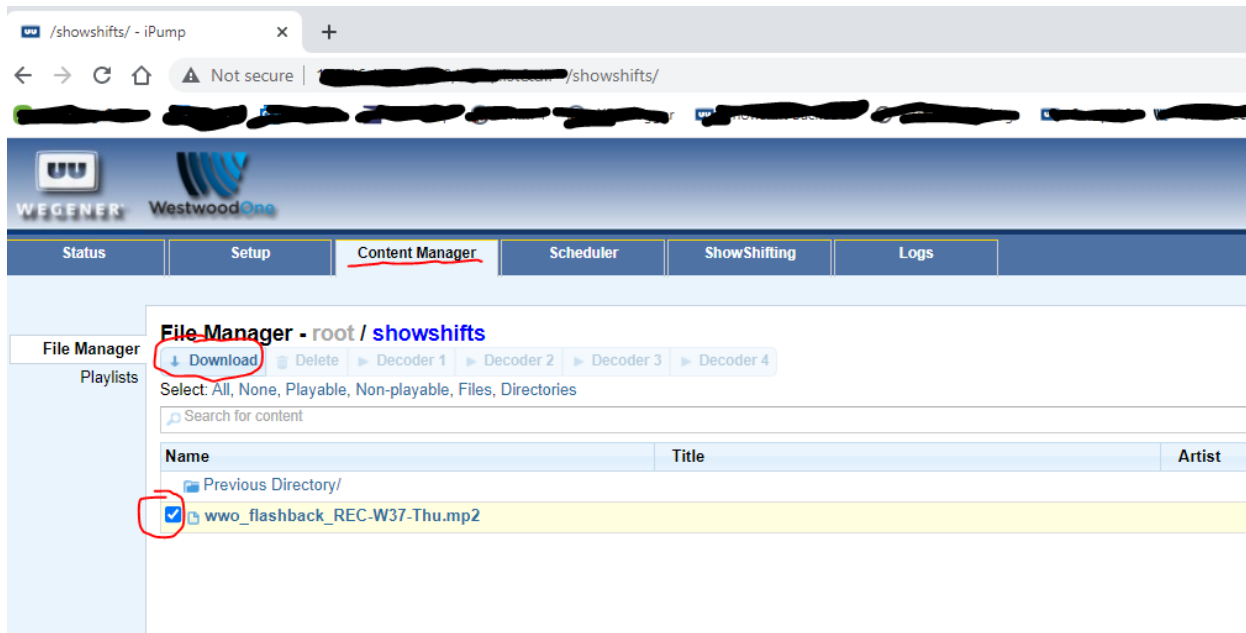 /showshifts/ - iPump
Not secure /showshifts/
WEGENER
WestwoodOne
Status Setup Content Manager Scheduler ShowShifting Logs
File Manager
Playlists
File Manager - root / showshifts
Download Delete Decoder 1 Decoder 2 Decoder 3 Decoder 4
Select: All, None, Playable, Non-playable, Files, Directories
Search for content
Name Title Artist
Previous Directory/
wwo_flashback_REC-W37-Thu.mp2